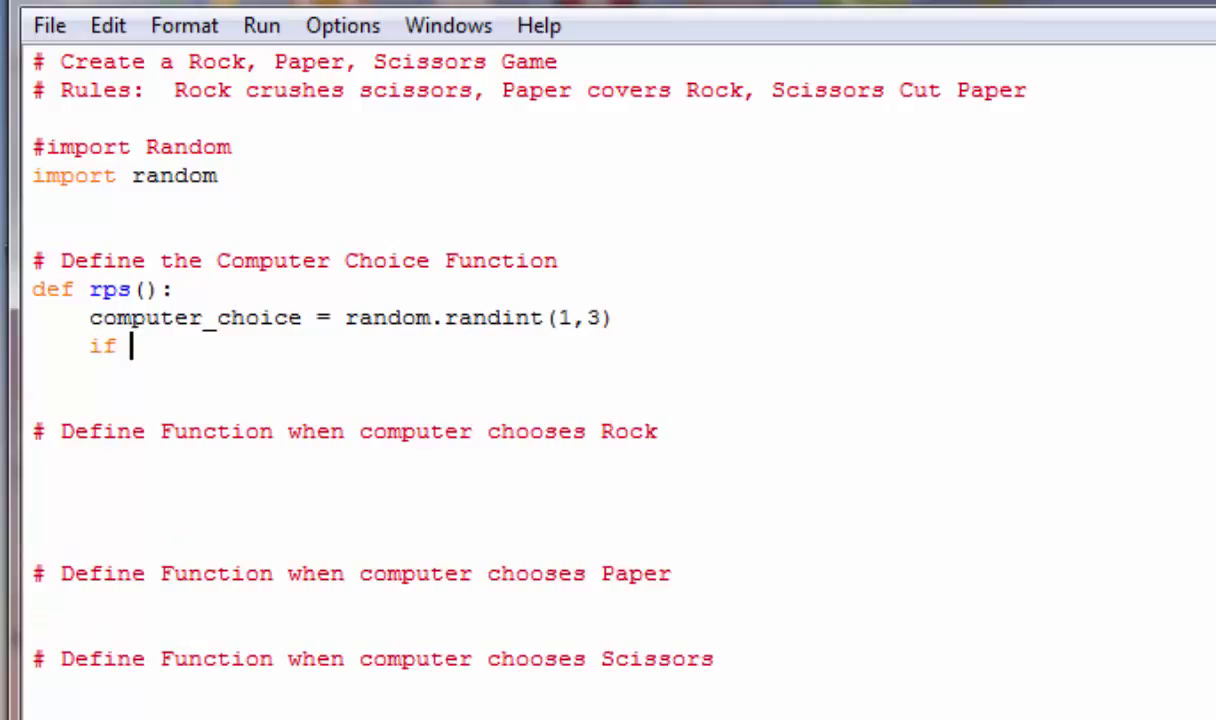 File Edit Format Run Options Windows Help
# Create a Rock, Paper, Scissors Game
# Rules:  Rock crushes scissors, Paper covers Rock, Scissors Cut Paper
#import Random
import random
# Define the Computer Choice Function
def rps():
    computer_choice = random.randint(1,3)
    if
# Define Function when computer chooses Rock
# Define Function when computer chooses Paper
# Define Function when computer chooses Scissors